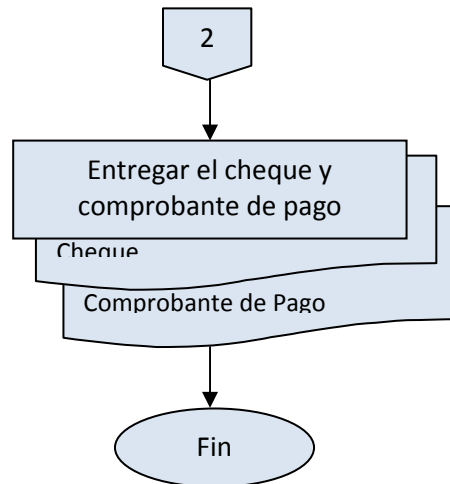 2
Entregar el cheque y
comprobante de pago
Cheque
Comprobante de Pago
Fin